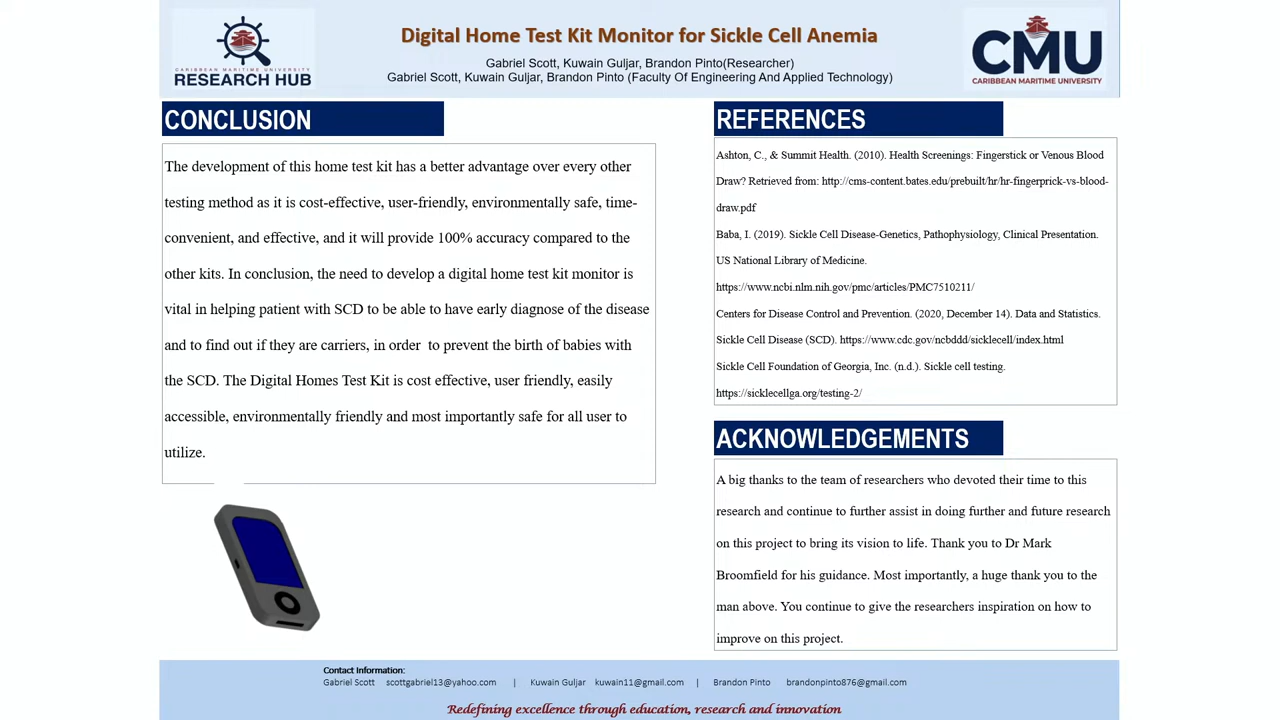 CARIBBEAN MARITIME UNIVERSITY
RESEARCH HUB
Digital Home Test Kit Monitor for Sickle Cell Anemia
Gabriel Scott, Kuwain Guljar, Brandon Pinto(Researcher)
Gabriel Scott, Kuwain Guljar, Brandon Pinto (Faculty Of Engineering And Applied Technology)
CMU
CARIBBEAN MARITIME UNIVERSITY
CONCLUSION
The development of this home test kit has a better advantage over every other
testing method as it is cost-effective, user-friendly, environmentally safe, time-
convenient, and effective, and it will provide 100% accuracy compared to the
other kits. In conclusion, the need to develop a digital home test kit monitor is
vital in helping patient with SCD to be able to have early diagnose of the disease
and to find out if they are carriers, in order  to prevent the birth of babies with
the SCD. The Digital Homes Test Kit is cost effective, user friendly, easily
accessible, environmentally friendly and most importantly safe for all user to
utilize.
REFERENCES
Ashton, C., & Summit Health. (2010). Health Screenings: Fingerstick or Venous Blood
Draw? Retrieved from: http://cms-content.bates.edu/prebuilt/hr/hr-fingerprick-vs-blood-
draw.pdf
Baba, I. (2019). Sickle Cell Disease-Genetics, Pathophysiology, Clinical Presentation.
US National Library of Medicine.
https://www.ncbi.nlm.nih.gov/pmc/articles/PMC7510211/
Centers for Disease Control and Prevention. (2020, December 14). Data and Statistics.
Sickle Cell Disease (SCD). https://www.cdc.gov/ncbddd/sicklecell/index.html
Sickle Cell Foundation of Georgia, Inc. (n.d.). Sickle cell testing.
https://sicklecellga.org/testing-2/
ACKNOWLEDGEMENTS
A big thanks to the team of researchers who devoted their time to this
research and continue to further assist in doing further and future research
on this project to bring its vision to life. Thank you to Dr Mark
Broomfield for his guidance. Most importantly, a huge thank you to the
man above. You continue to give the researchers inspiration on how to
improve on this project.
Contact Information:
Gabriel Scott scottgabriel13@yahoo.com | Kuwain Guljar kuwain11@gmail.com | Brandon Pinto brandonpinto876@gmail.com
Redefining excellence through education, research and innovation